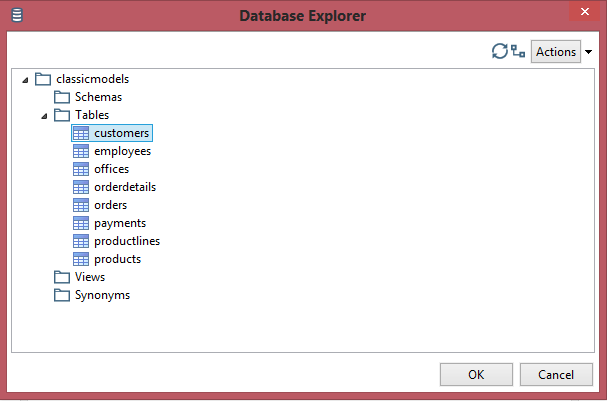 Database Explorer
Actions
classicmodels
Schemas
Tables
customers
employees
offices
orderdetails
orders
payments
productlines
products
Views
Synonyms
OK Cancel